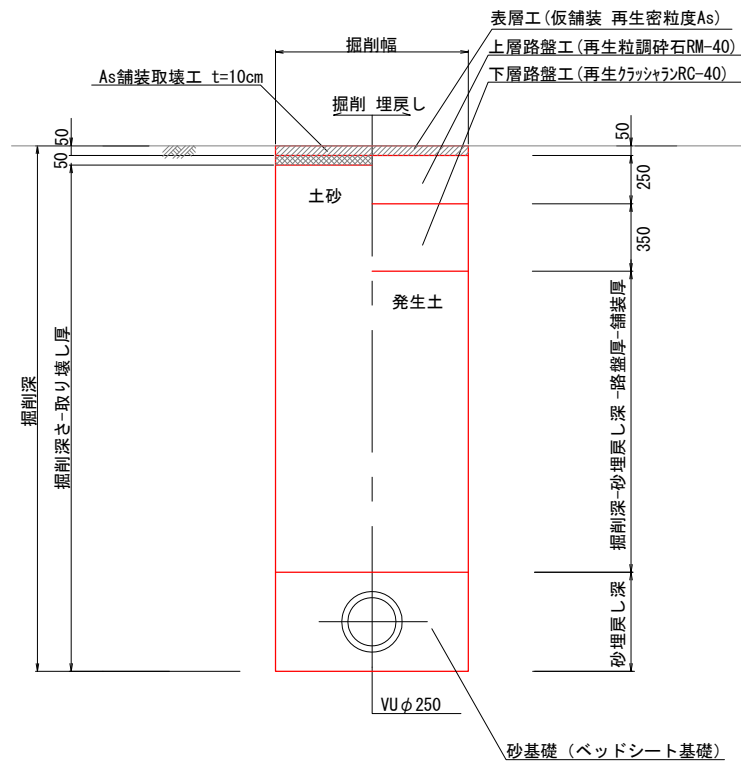 表層工(仮舗装 再生密粒度As)
掘削幅
上層路盤工(再生粒調砕石RM-40)
As舗装取壊工 t=10cm
下層路盤工(再生クラッシャランRC-40)
掘削 埋戻し
50
50
50
250
土砂
350
発生土
掘削深
掘削深さ-取り壊し厚
掘削深-砂埋戻し深-路盤厚-舗装厚
砂埋戻し深
VUφ250
砂基礎(ベッドシート基礎)